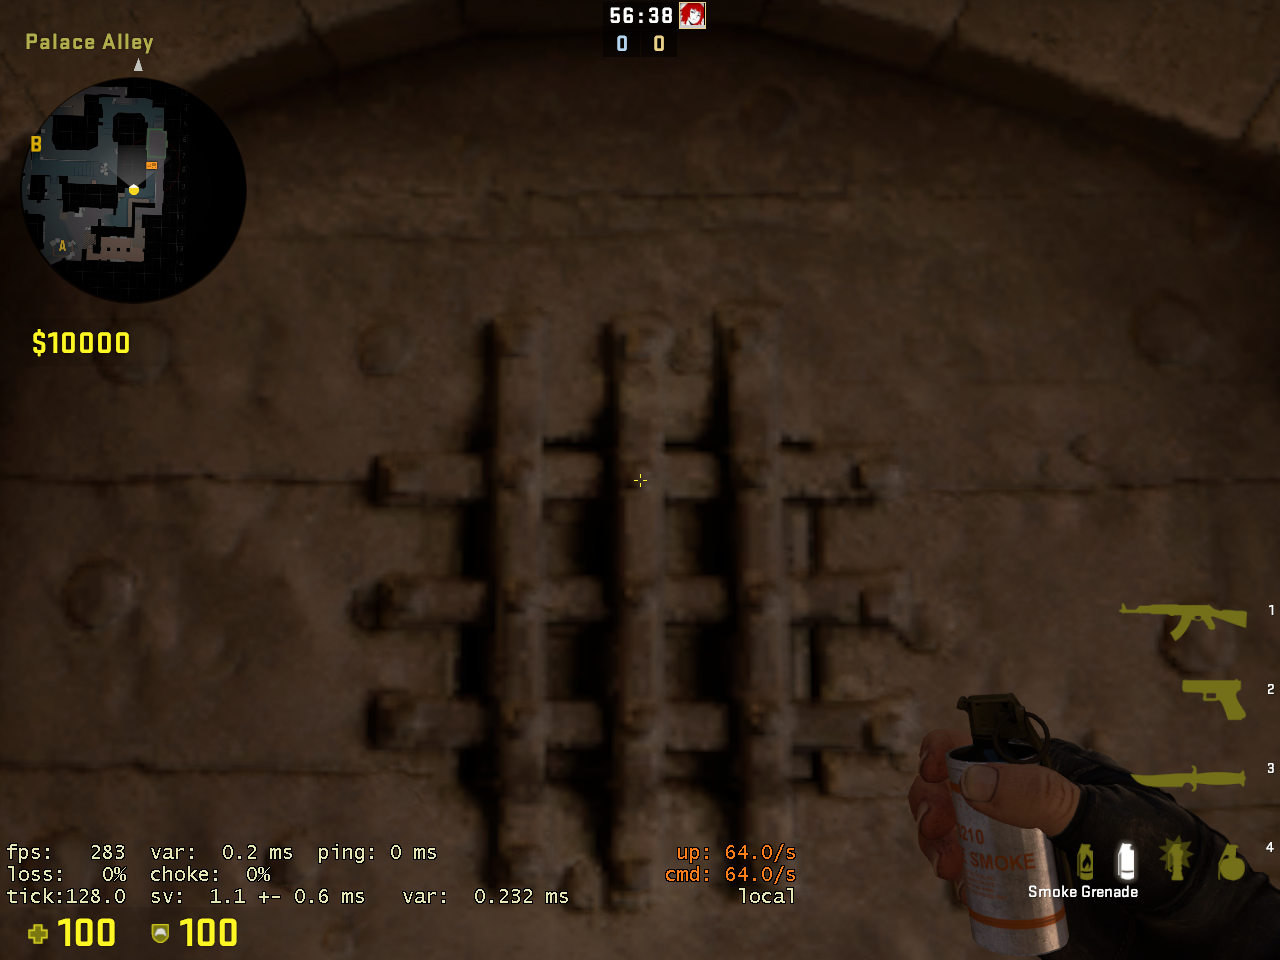 56:38
0 0
Palace Alley
B
A
$10000
1
2
3
4
210
SMOKE
Smoke Grenade
fps: 283 var: 0.2 ms ping: 0 ms
loss: 0% choke: 0%
tick:128.0 sv: 1.1 +- 0.6 ms var: 0.232 ms
up: 64.0/s
cmd: 64.0/s
local
100 100